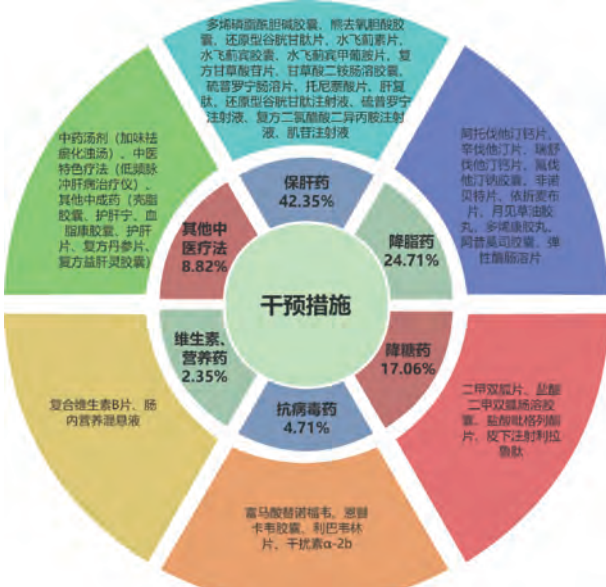 多烯磷脂酰胆碱胶囊、熊去氧胆酸胶
囊、还原型谷胱甘肽片、水飞蓟素片、
水飞蓟宾胶囊、水飞蓟宾甲葡胺片、复
方甘草酸苷片、甘草酸二铵肠溶胶囊、
硫普罗宁肠溶片、托尼萘酸片、肝复
肽、还原型谷胱甘肽注射液、硫普罗宁
注射液、复方二氯醋酸二异丙胺注射
液、肌苷注射液
保肝药
42.35%
阿托伐他汀钙片、
辛伐他汀片、瑞舒
伐他汀钙片、氟伐
他汀钠胶囊、非诺
贝特片、依折麦布
片、月见草油胶
丸、多烯康胶丸、
阿昔莫司胶囊、弹
性酶肠溶片
降脂药
24.71%
二甲双胍片、盐酸
二甲双胍肠溶胶
囊、盐酸吡格列酮
片、皮下注射利拉
鲁肽
降糖药
17.06%
富马酸替诺福韦、恩替
卡韦胶囊、利巴韦林
片、干扰素α-2b
抗病毒药
4.71%
复合维生素B片、肠
内营养混悬液
维生素、
营养药
2.35%
中药汤剂（加味祛
瘀化浊汤）、中医
特色疗法（低频脉
冲肝病治疗仪）、
其他中成药（壳脂
胶囊、护肝宁、血
脂康胶囊、护肝
片、复方丹参片、
复方益肝灵胶囊）
其他中
医疗法
8.82%
干预措施